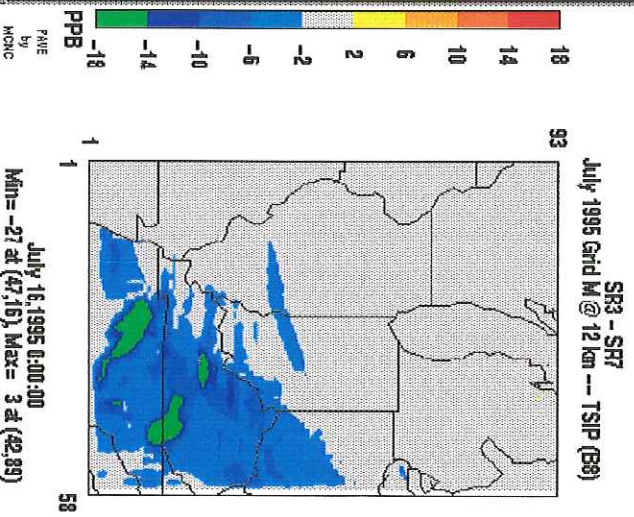 SR3 - SR7
July 1995 Grid M @ 12 km --- TSIP (B8)
18
14
10
6
2
-2
-6
-10
-14
-18
PPB
PAVE
by
MCNC
93
1
1
58
July 16,1995 0:00:00
Min= -27 at (47,16), Max= 3 at (42,89)